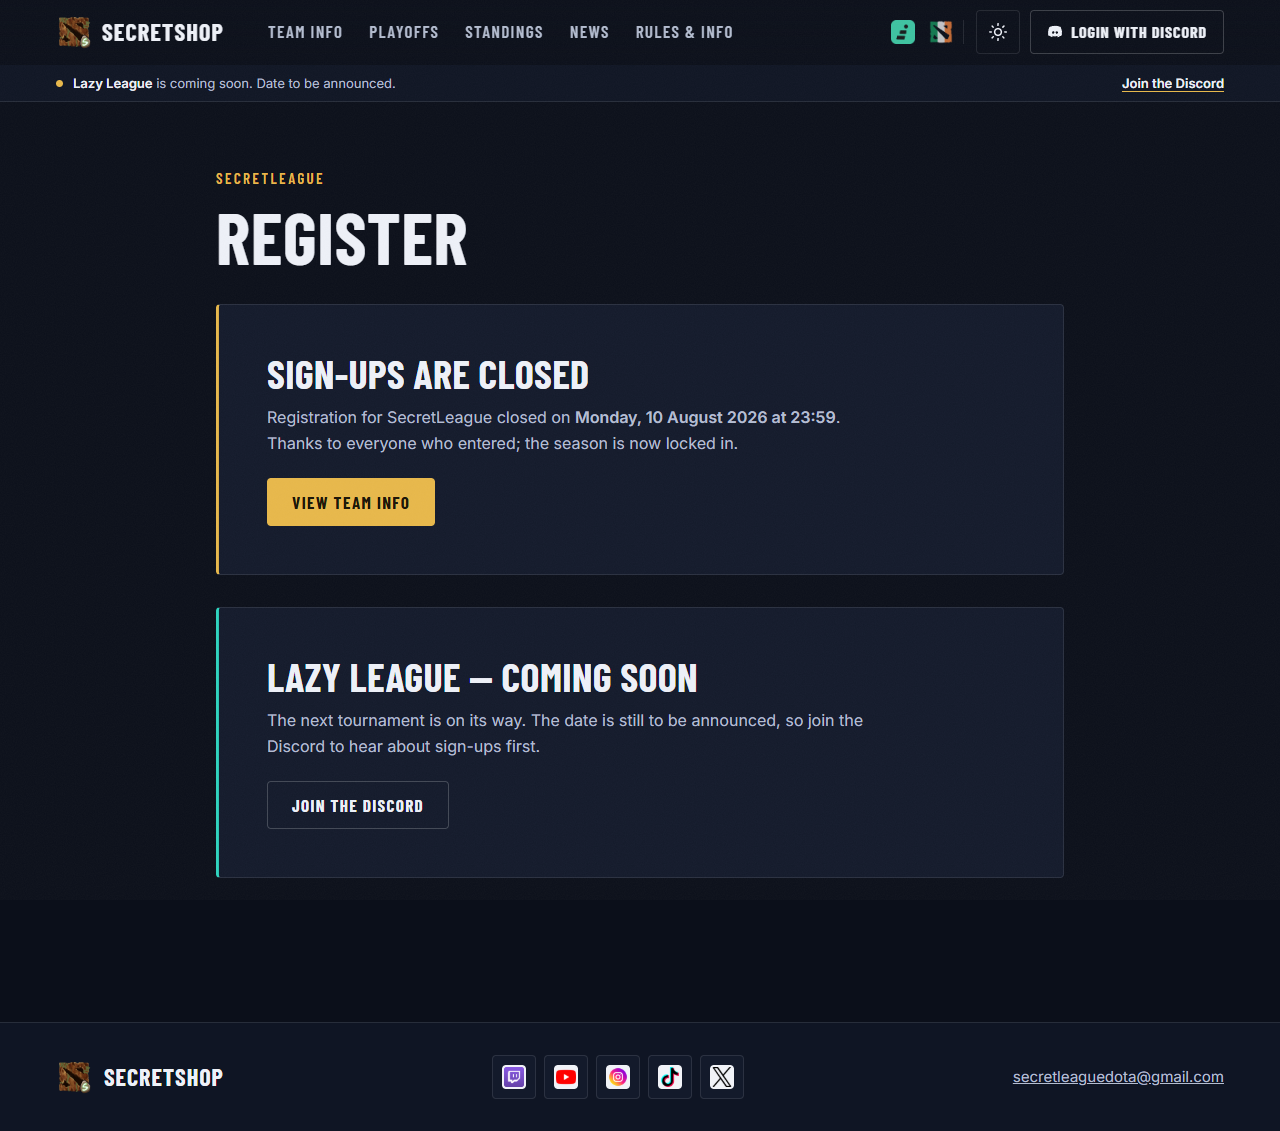 SECRETSHOP
TEAM INFO PLAYOFFS STANDINGS NEWS RULES & INFO
LOGIN WITH DISCORD
Lazy League is coming soon. Date to be announced.
Join the Discord
SECRETLEAGUE
REGISTER
SIGN-UPS ARE CLOSED
Registration for SecretLeague closed on Monday, 10 August 2026 at 23:59.
Thanks to everyone who entered; the season is now locked in.
VIEW TEAM INFO
LAZY LEAGUE — COMING SOON
The next tournament is on its way. The date is still to be announced, so join the
Discord to hear about sign-ups first.
JOIN THE DISCORD
SECRETSHOP
secretleaguedota@gmail.com